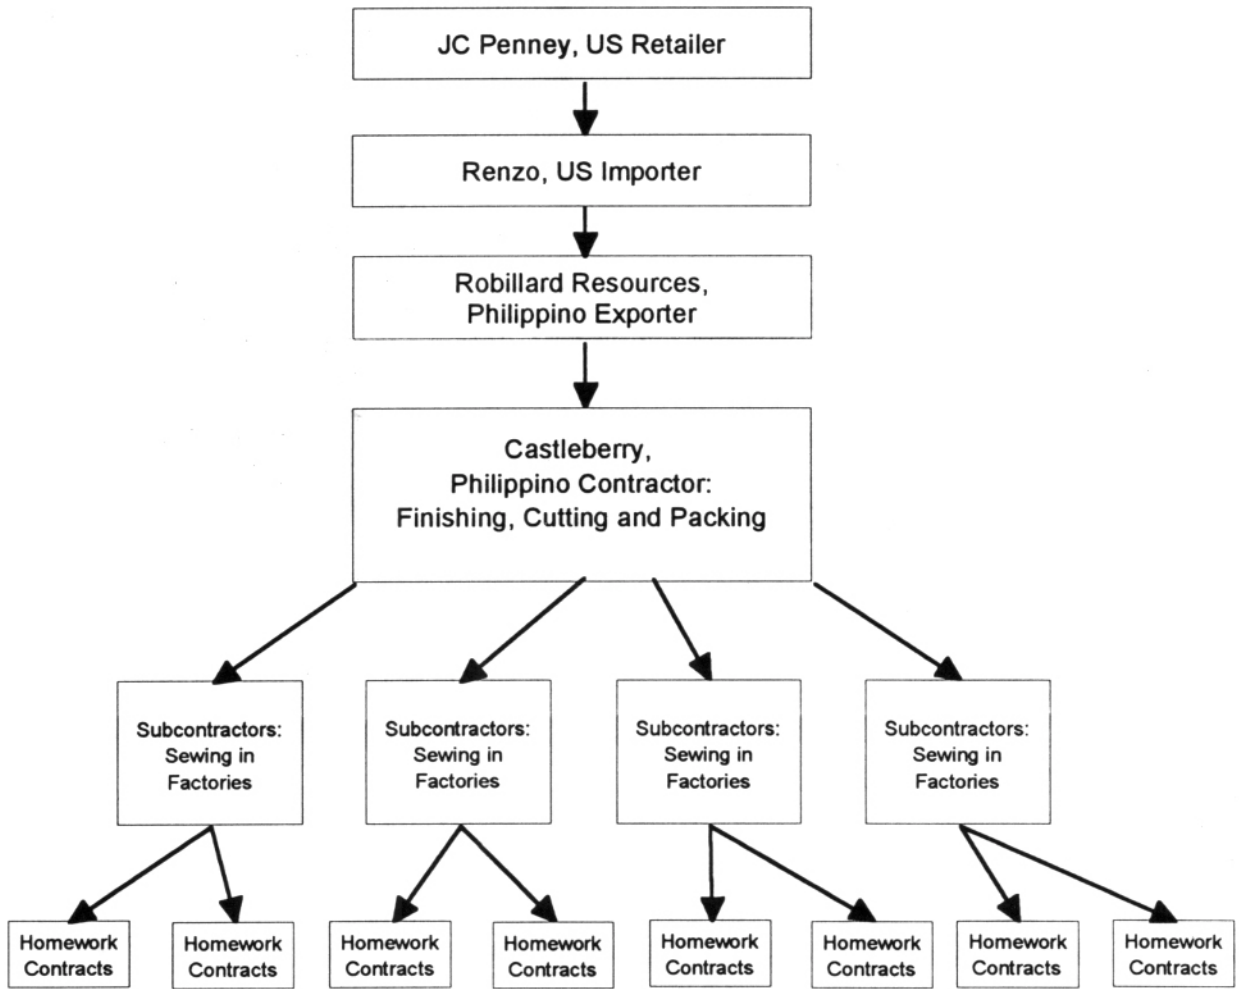 JC Penney, US Retailer
Renzo, US Importer
Robillard Resources,
Philippino Exporter
Castleberry,
Philippino Contractor:
Finishing, Cutting and Packing
Subcontractors:
Sewing in
Factories
Subcontractors:
Sewing in
Factories
Subcontractors:
Sewing in
Factories
Subcontractors:
Sewing in
Factories
Homework
Contracts
Homework
Contracts
Homework
Contracts
Homework
Contracts
Homework
Contracts
Homework
Contracts
Homework
Contracts
Homework
Contracts